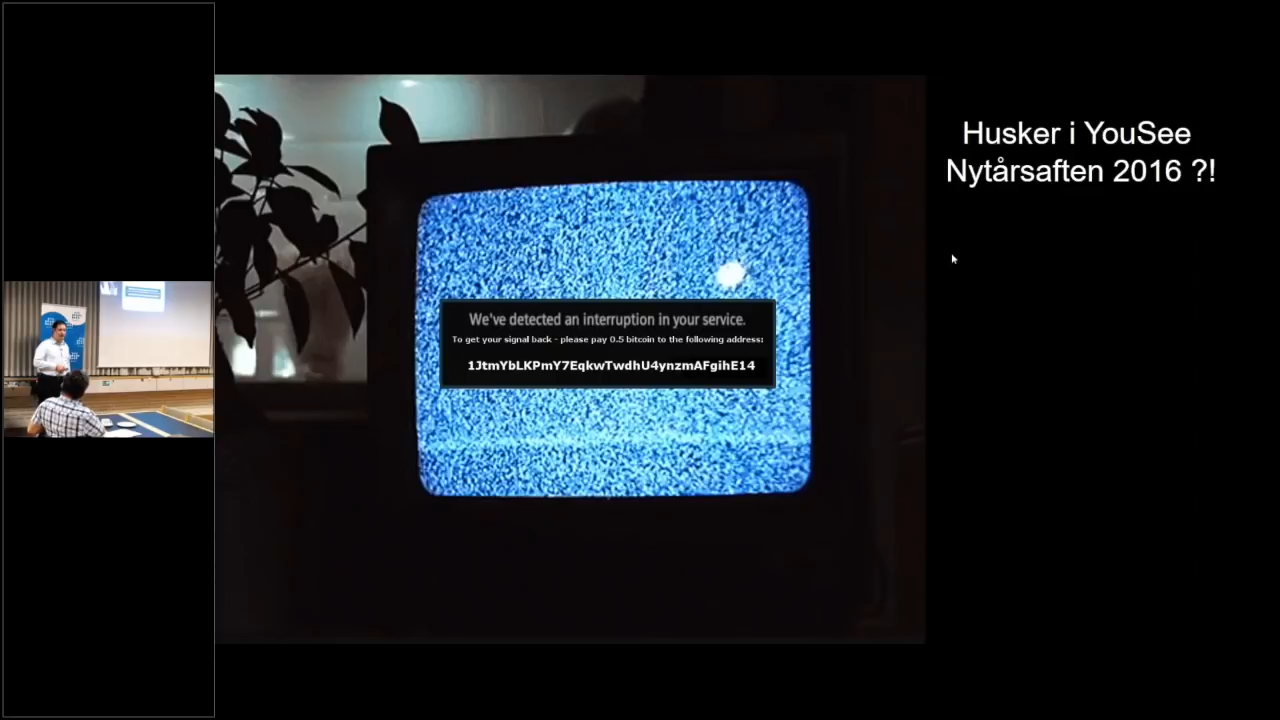 Husker i YouSee
Nytårsaften 2016 ?!
We've detected an interruption in your service.
To get your signal back - please pay 0.5 bitcoin to the following address:
1JtmYbLKPmY7EqkwTwdhU4ynzmAFgihE14